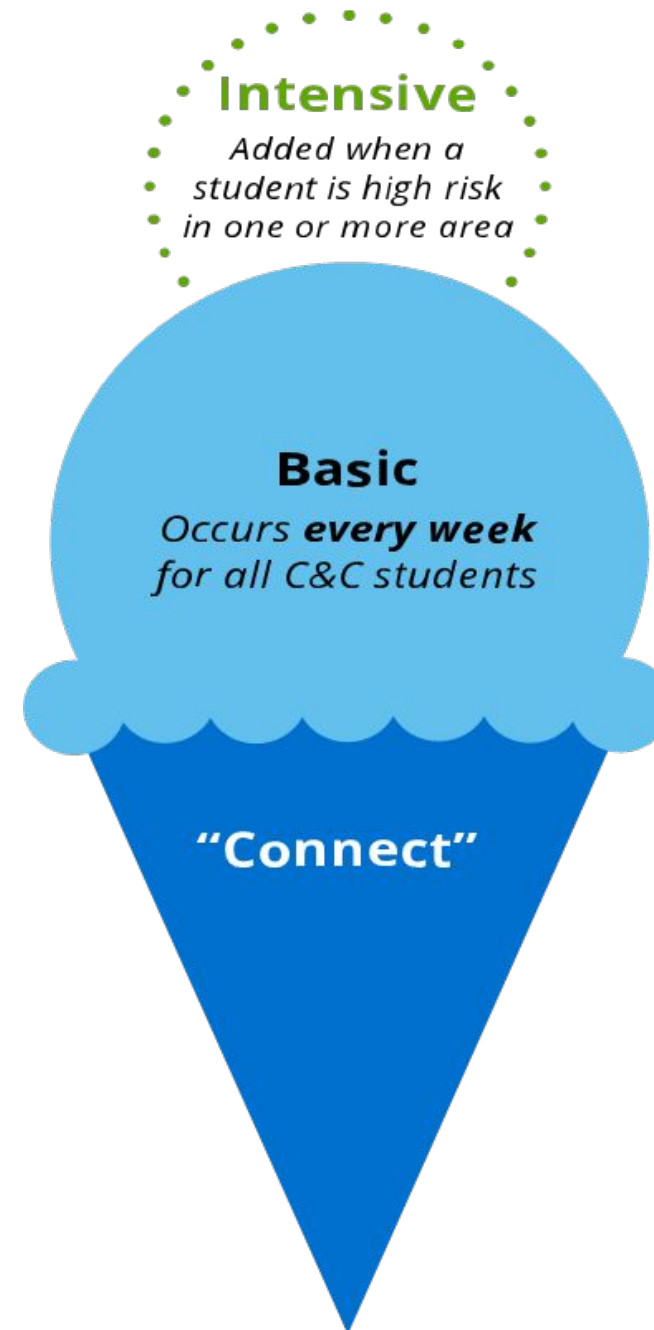 Intensive
Added when a
student is high risk
in one or more area
Basic
Occurs every week
for all C&C students
“Connect”